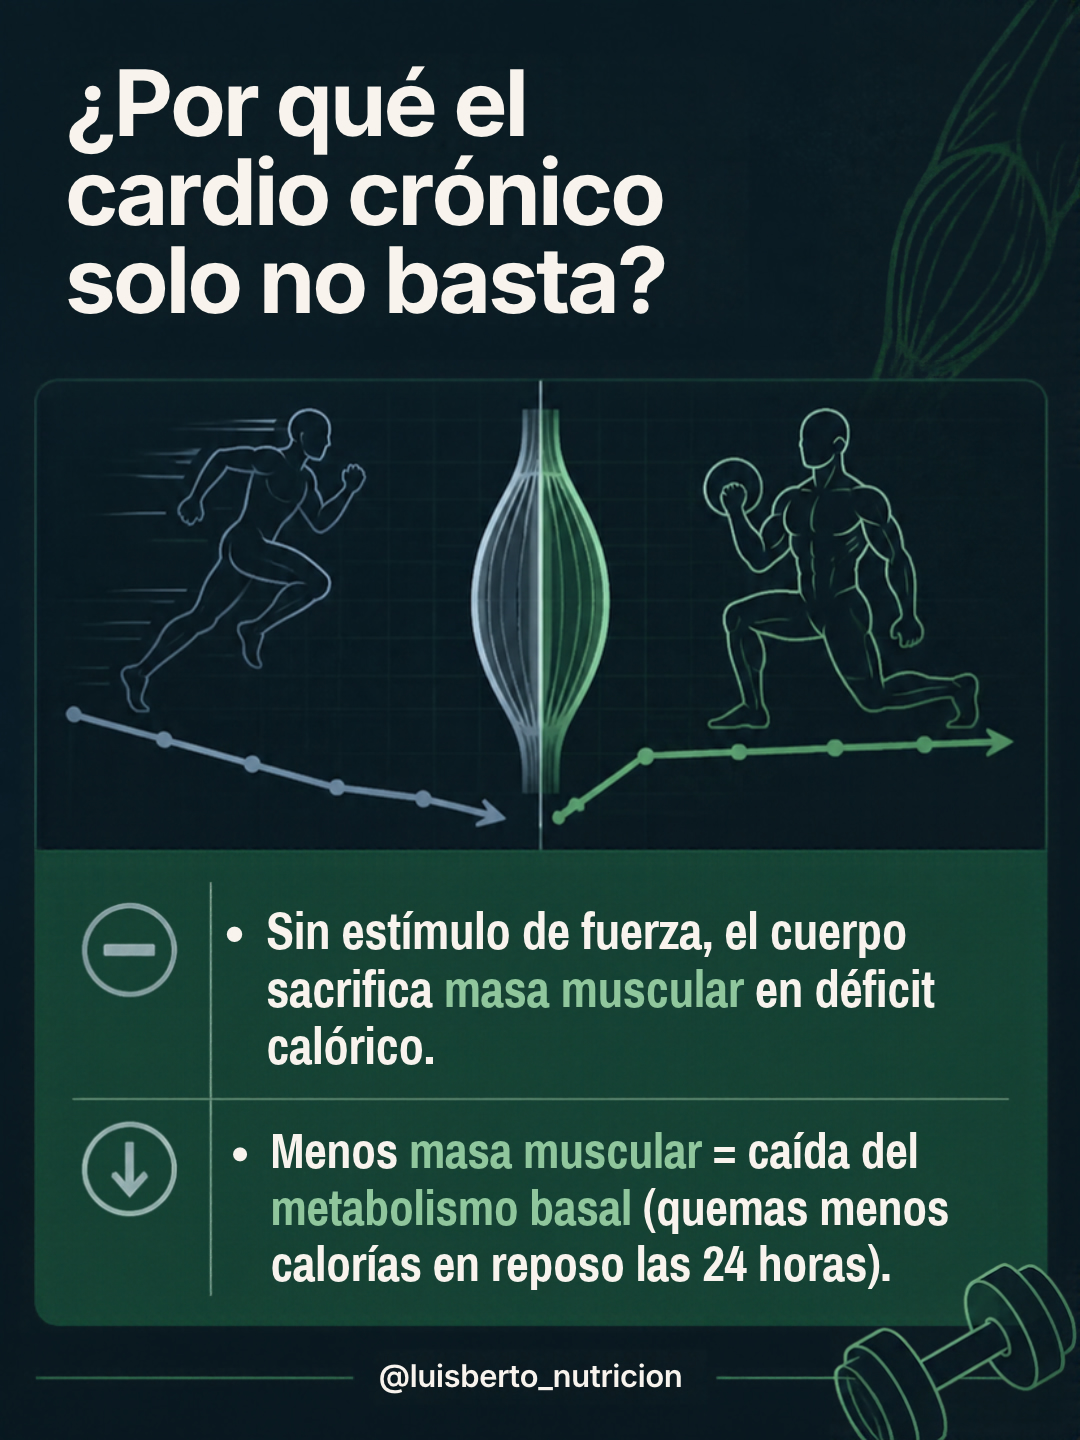 ¿Por qué el
cardio crónico
solo no basta?
• Sin estímulo de fuerza, el cuerpo
sacrifica masa muscular en déficit
calórico.
• Menos masa muscular = caída del
metabolismo basal (quemas menos
calorías en reposo las 24 horas).
@luisberto_nutricion